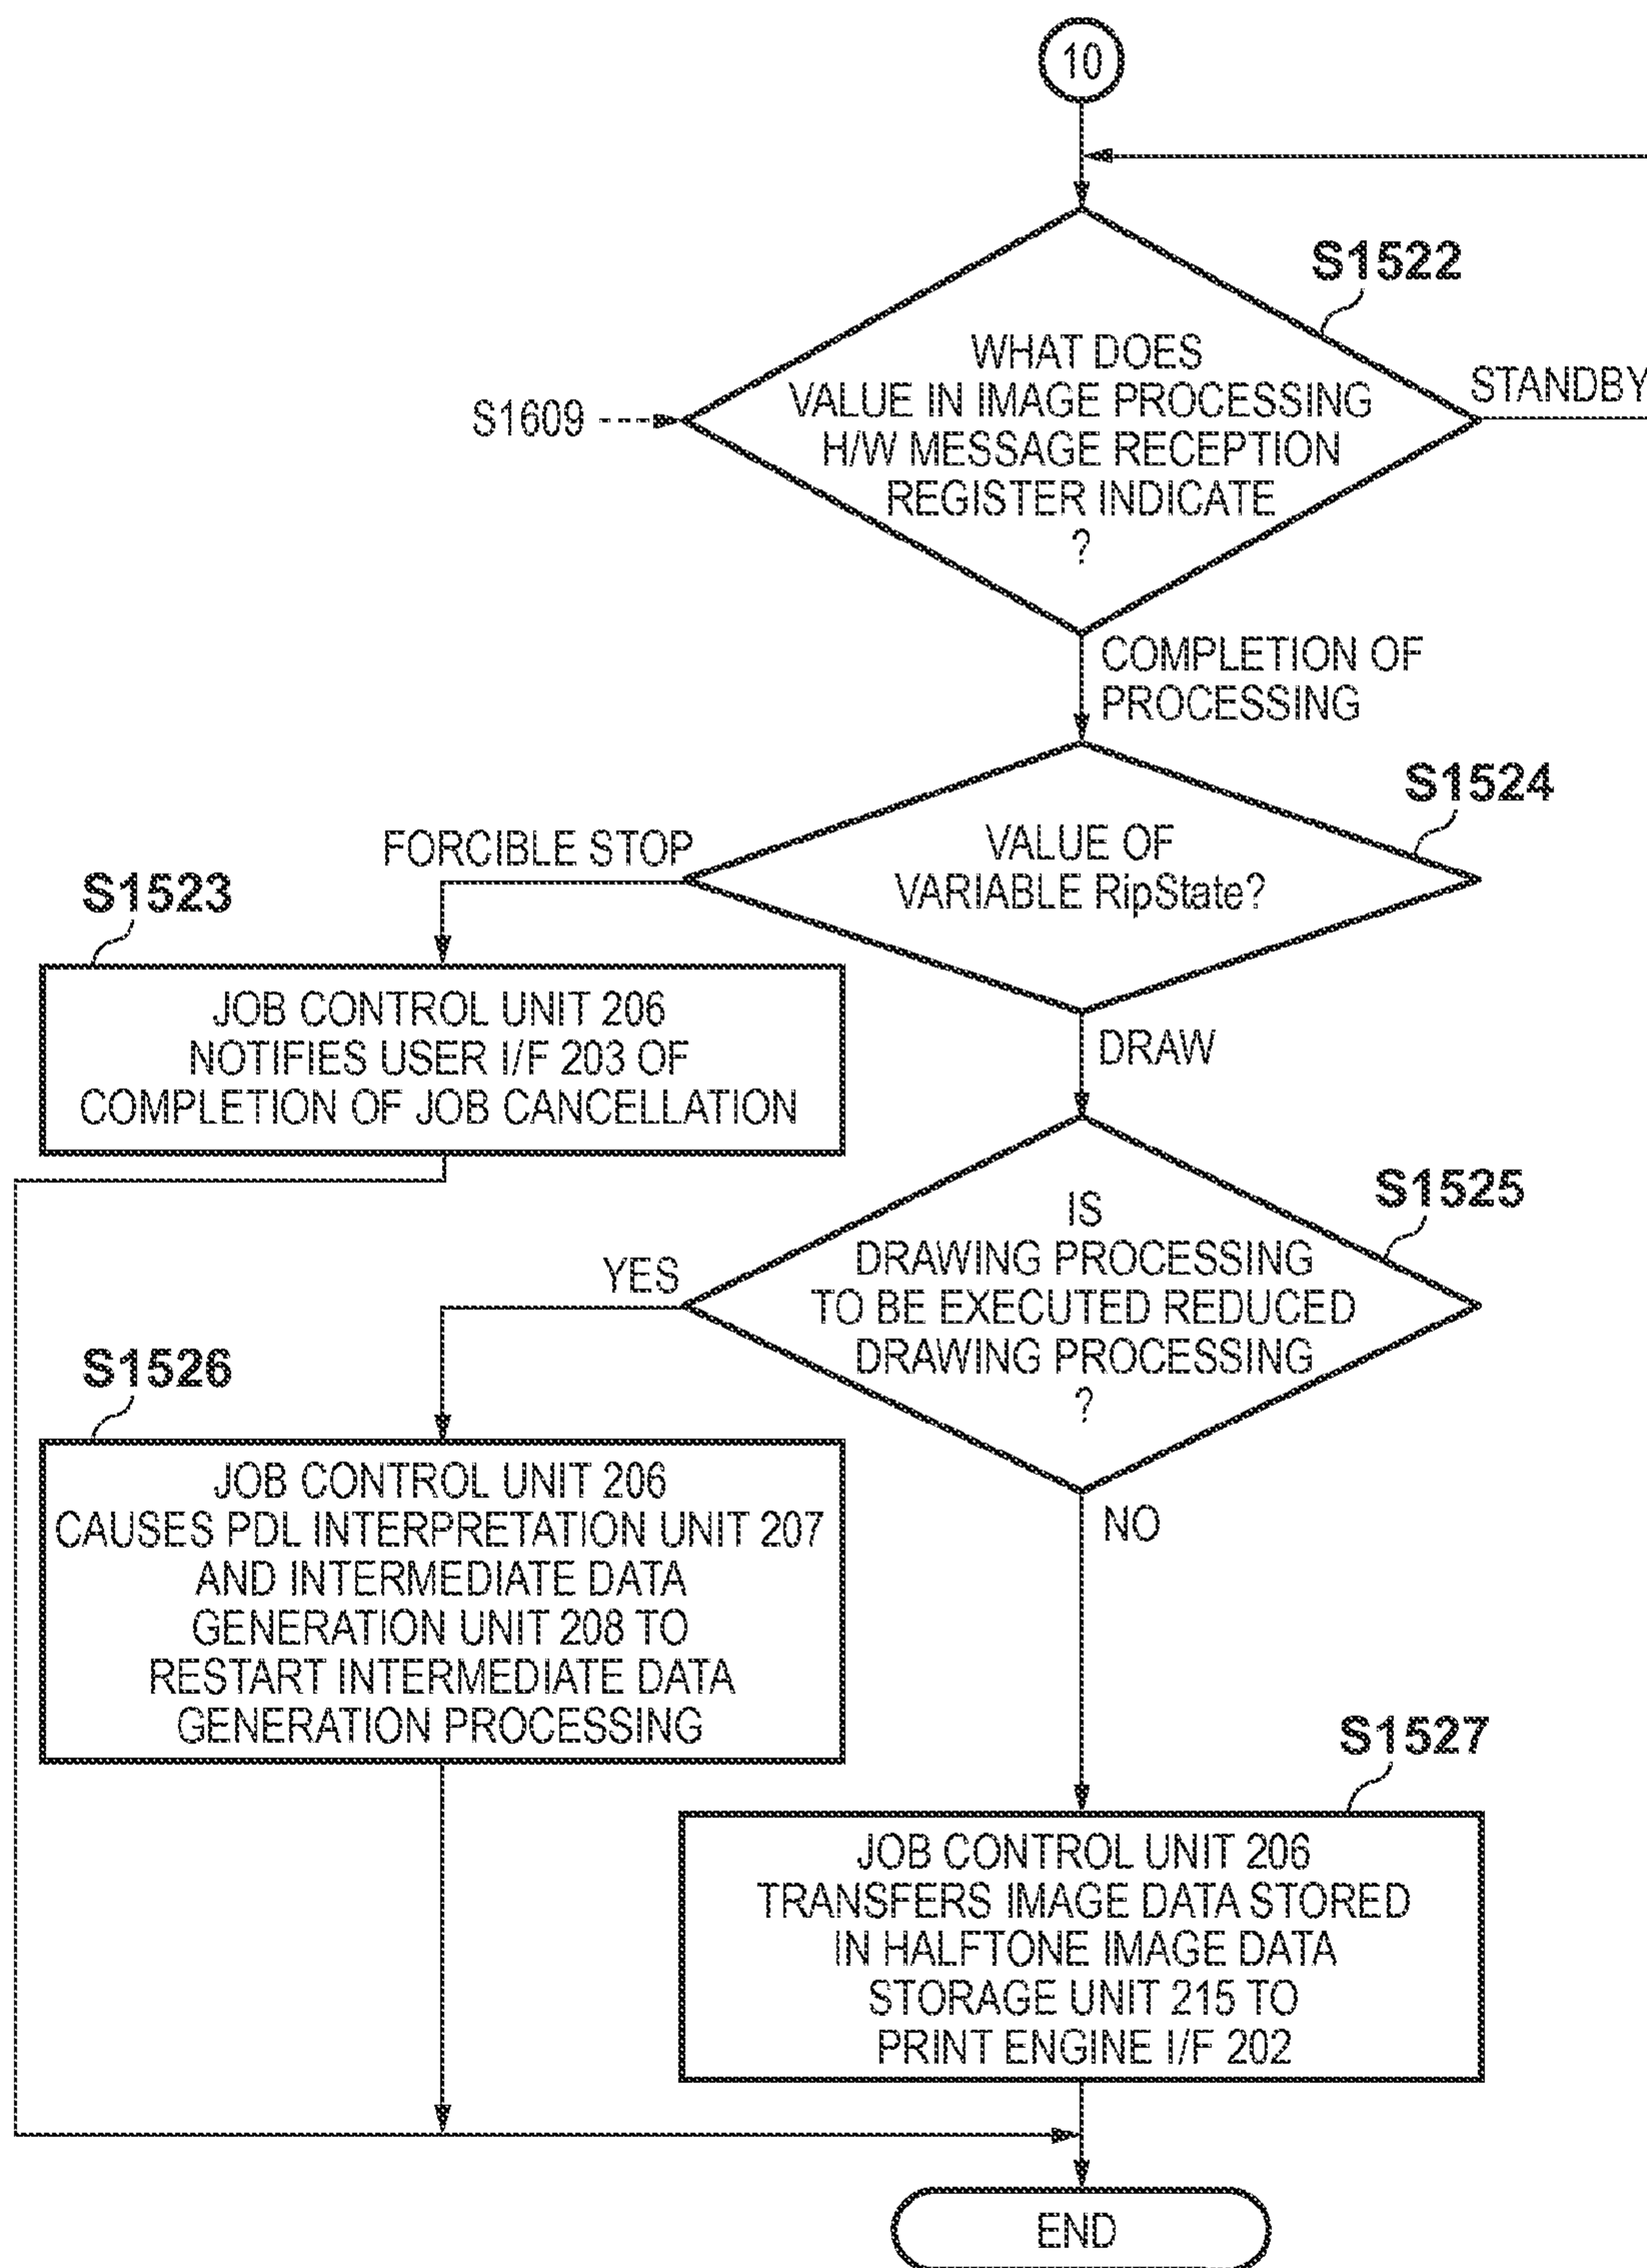 10
S1522
WHAT DOES
VALUE IN IMAGE PROCESSING
H/W MESSAGE RECEPTION
REGISTER INDICATE
?
STANDBY
S1609
COMPLETION OF
PROCESSING
S1524
VALUE OF
VARIABLE RipState?
FORCIBLE STOP
S1523
JOB CONTROL UNIT 206
NOTIFIES USER I/F 203 OF
COMPLETION OF JOB CANCELLATION
DRAW
S1525
IS
DRAWING PROCESSING
TO BE EXECUTED REDUCED
DRAWING PROCESSING
?
YES
S1526
JOB CONTROL UNIT 206
CAUSES PDL INTERPRETATION UNIT 207
AND INTERMEDIATE DATA
GENERATION UNIT 208 TO
RESTART INTERMEDIATE DATA
GENERATION PROCESSING
NO
S1527
JOB CONTROL UNIT 206
TRANSFERS IMAGE DATA STORED
IN HALFTONE IMAGE DATA
STORAGE UNIT 215 TO
PRINT ENGINE I/F 202
END